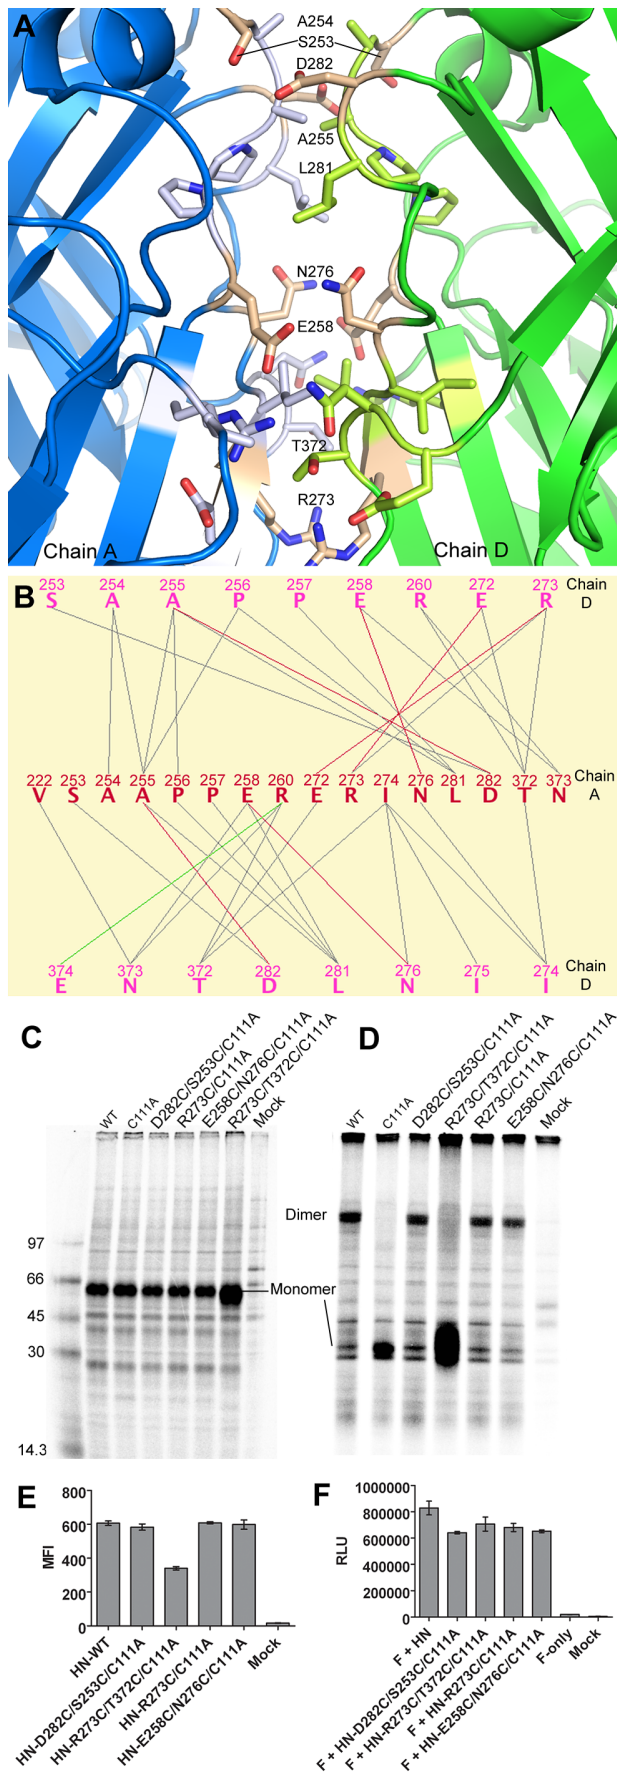 A
A254
S253
D282
A255
L281
N276
E258
T372
R273
Chain A
Chain D
B
253 254 255 256 257 258 260 272 273
S A A P P E R E R
Chain D
222 253 254 255 256 257 258 260 272 273 274 276 281 282 372 373
V S A A P P E R E R I N L D T N
Chain A
374 373 372 282 281 276 275 274
E N T D L N I I
Chain D
C
WT
C111A
D282C/S253C/C111A
R273C/C111A
E258C/N276C/C111A
R273C/T372C/C111A
Mock
97
66
45
30
14.3
D
WT
C111A
D282C/S253C/C111A
R273C/T372C/C111A
R273C/C111A
E258C/N276C/C111A
Mock
Dimer
Monomer
E
MFI
800
600
400
200
0
HN-WT
HN-D282C/S253C/C111A
HN-R273C/T372C/C111A
HN-R273C/C111A
HN-E258C/N276C/C111A
Mock
F
RLU
1000000
800000
600000
400000
200000
0
F + HN
F + HN-D282C/S253C/C111A
F + HN-R273C/T372C/C111A
F + HN-R273C/C111A
F + HN-E258C/N276C/C111A
F-only
Mock